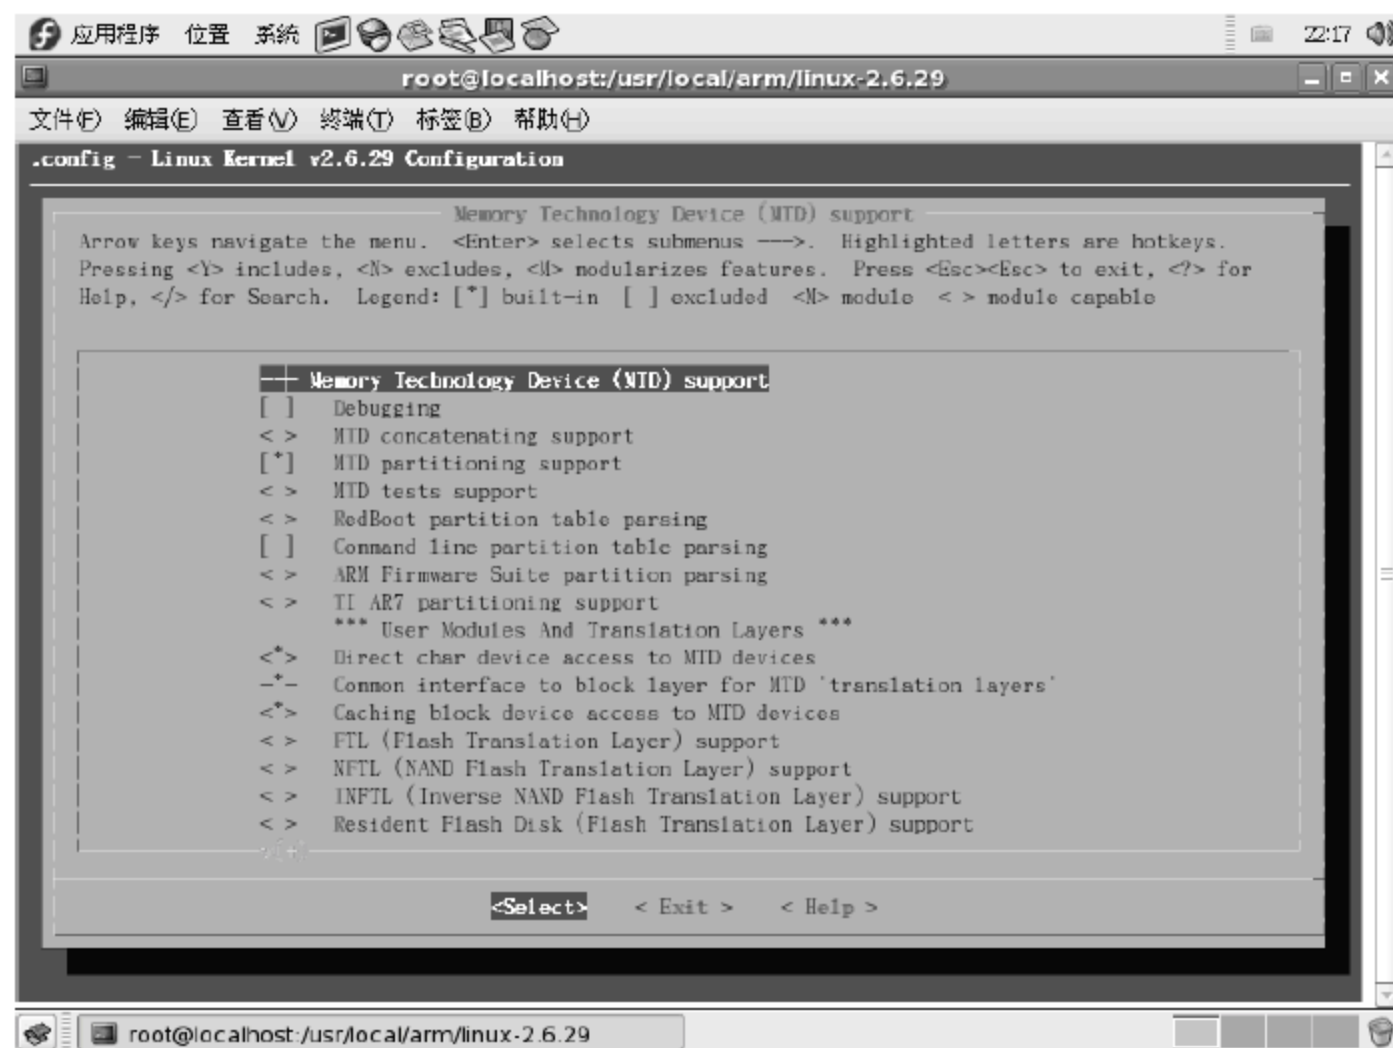 应用程序 位置 系统 22:17
root@localhost:/usr/local/arm/linux-2.6.29
文件(F) 编辑(E) 查看(V) 终端(T) 标签(B) 帮助(H)
.config - Linux Kernel v2.6.29 Configuration
Memory Technology Device (MTD) support
Arrow keys navigate the menu. <Enter> selects submenus --->. Highlighted letters are hotkeys.
Pressing <Y> includes, <N> excludes, <M> modularizes features. Press <Esc><Esc> to exit, <?> for
Help, </> for Search. Legend: [*] built-in [ ] excluded <M> module < > module capable
--- Memory Technology Device (MTD) support
[ ] Debugging
< > MTD concatenating support
[*] MTD partitioning support
< > MTD tests support
< > RedBoot partition table parsing
[ ] Command line partition table parsing
< > ARM Firmware Suite partition parsing
< > TI AR7 partitioning support
*** User Modules And Translation Layers ***
<*> Direct char device access to MTD devices
-*- Common interface to block layer for MTD 'translation layers'
<*> Caching block device access to MTD devices
< > FTL (Flash Translation Layer) support
< > NFTL (NAND Flash Translation Layer) support
< > INFTL (Inverse NAND Flash Translation Layer) support
< > Resident Flash Disk (Flash Translation Layer) support
v(+)
<Select> < Exit > < Help >
root@localhost:/usr/local/arm/linux-2.6.29